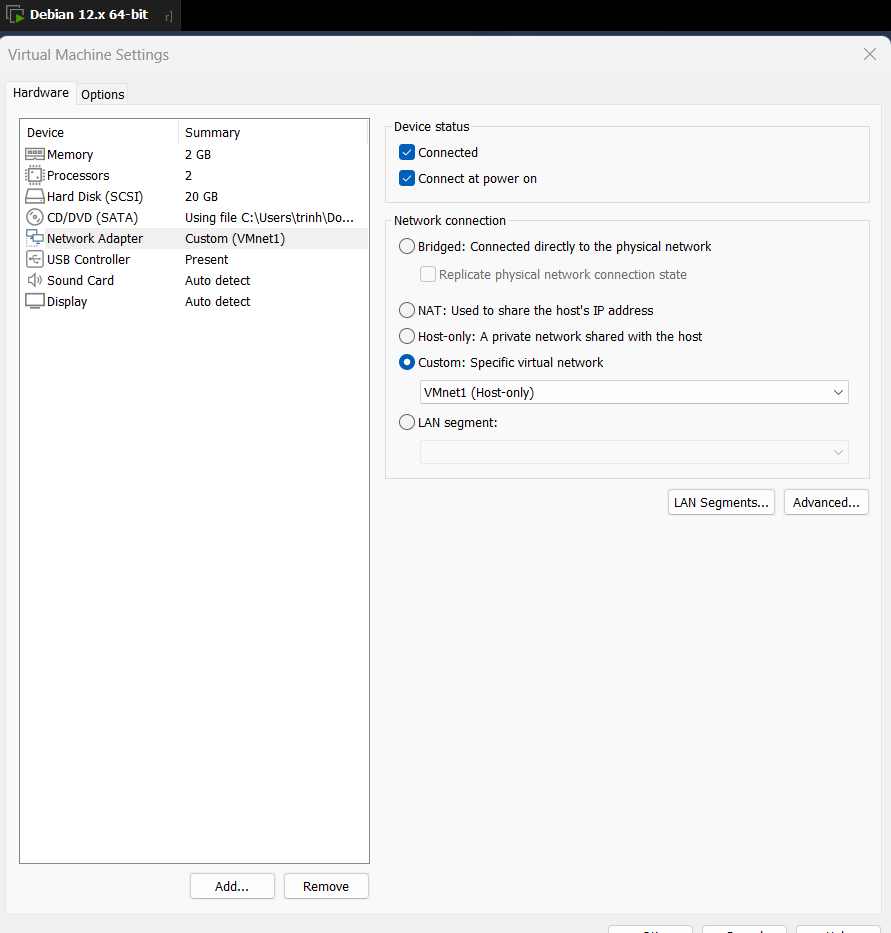 Debian 12.x 64-bit
Virtual Machine Settings
Hardware Options
Device Summary
Memory 2 GB
Processors 2
Hard Disk (SCSI) 20 GB
CD/DVD (SATA) Using file C:\Users\trinh\Do...
Network Adapter Custom (VMnet1)
USB Controller Present
Sound Card Auto detect
Display Auto detect
Add... Remove
Device status
Connected
Connect at power on
Network connection
Bridged: Connected directly to the physical network
Replicate physical network connection state
NAT: Used to share the host's IP address
Host-only: A private network shared with the host
Custom: Specific virtual network
VMnet1 (Host-only)
LAN segment:
LAN Segments... Advanced...